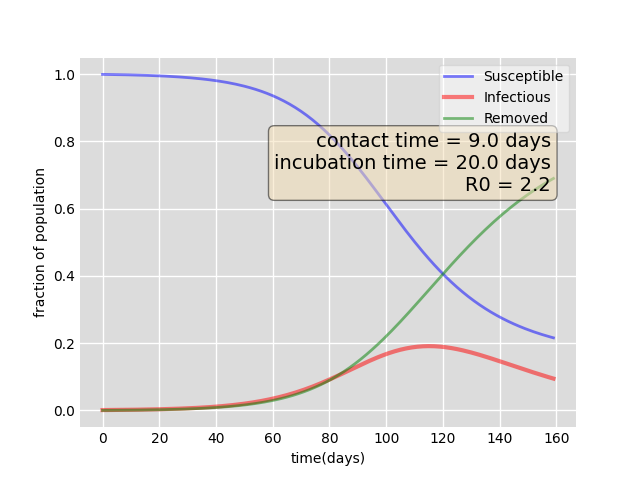 Susceptible
Infectious
Removed
contact time = 9.0 days
incubation time = 20.0 days
R0 = 2.2
fraction of population
1.0
0.8
0.6
0.4
0.2
0.0
0 20 40 60 80 100 120 140 160
time(days)